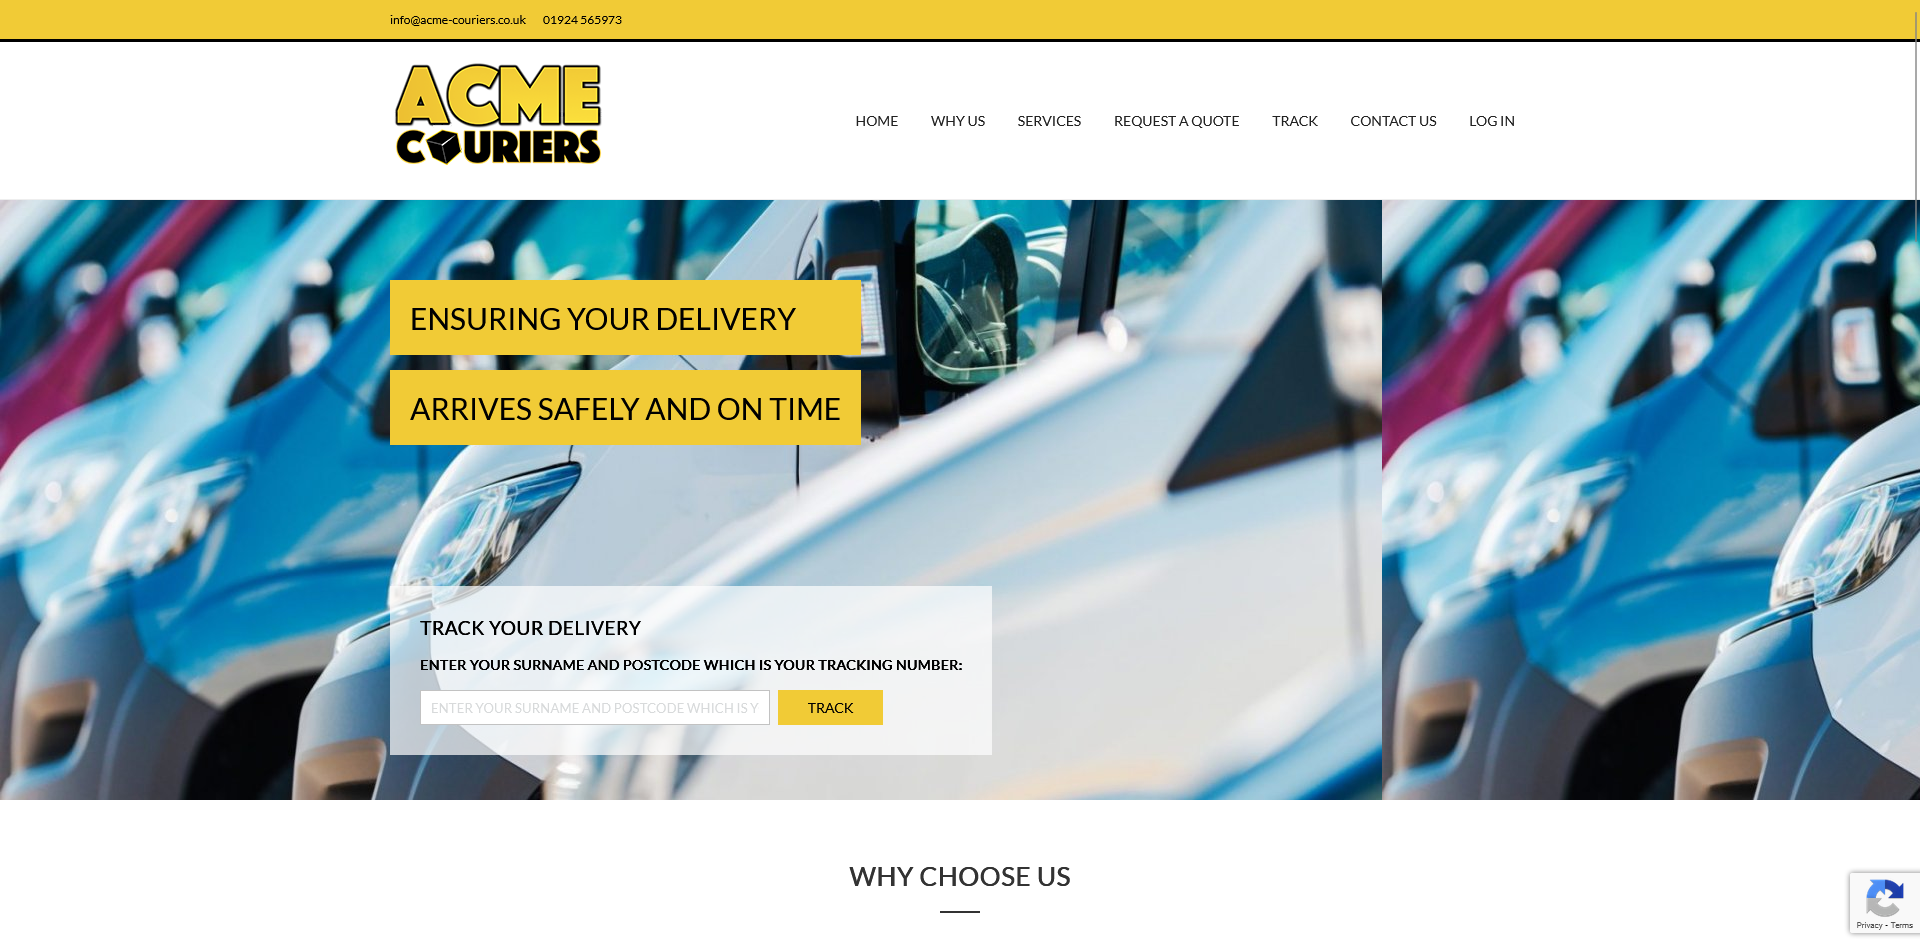 info@acme-couriers.co.uk 01924 565973
ACME
COURIERS
HOME WHY US SERVICES REQUEST A QUOTE TRACK CONTACT US LOG IN
ENSURING YOUR DELIVERY
ARRIVES SAFELY AND ON TIME
TRACK YOUR DELIVERY
ENTER YOUR SURNAME AND POSTCODE WHICH IS YOUR TRACKING NUMBER:
ENTER YOUR SURNAME AND POSTCODE WHICH IS Y
TRACK
WHY CHOOSE US
Privacy - Terms